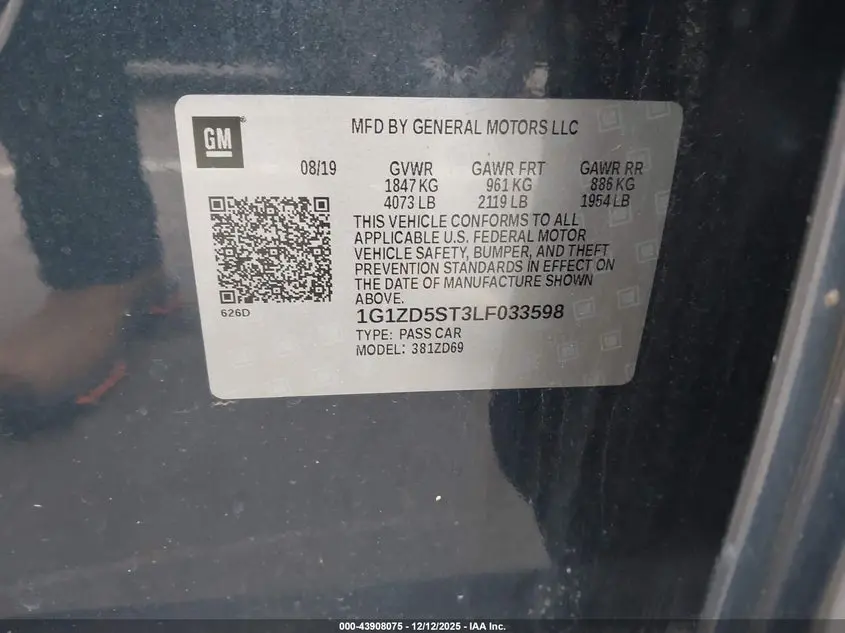 GM
MFD BY GENERAL MOTORS LLC
08/19 GVWR GAWR FRT GAWR RR
1847 KG 961 KG 886 KG
4073 LB 2119 LB 1954 LB
THIS VEHICLE CONFORMS TO ALL
APPLICABLE U.S. FEDERAL MOTOR
VEHICLE SAFETY, BUMPER, AND THEFT
PREVENTION STANDARDS IN EFFECT ON
THE DATE OF MANUFACTURE SHOWN
ABOVE.
626D
1G1ZD5ST3LF033598
TYPE: PASS CAR
MODEL: 381ZD69
000-43908075 - 12/12/2025 - IAA Inc.